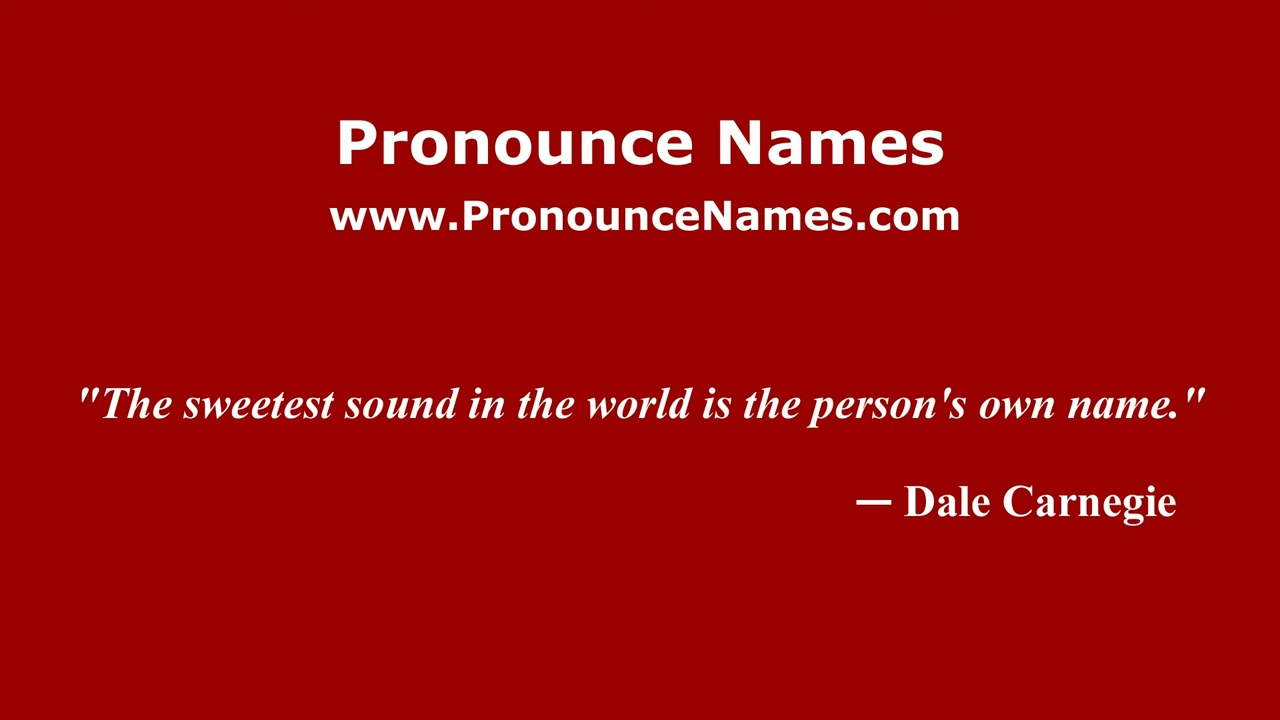 Pronounce Names
www.PronounceNames.com
"The sweetest sound in the world is the person's own name."
— Dale Carnegie